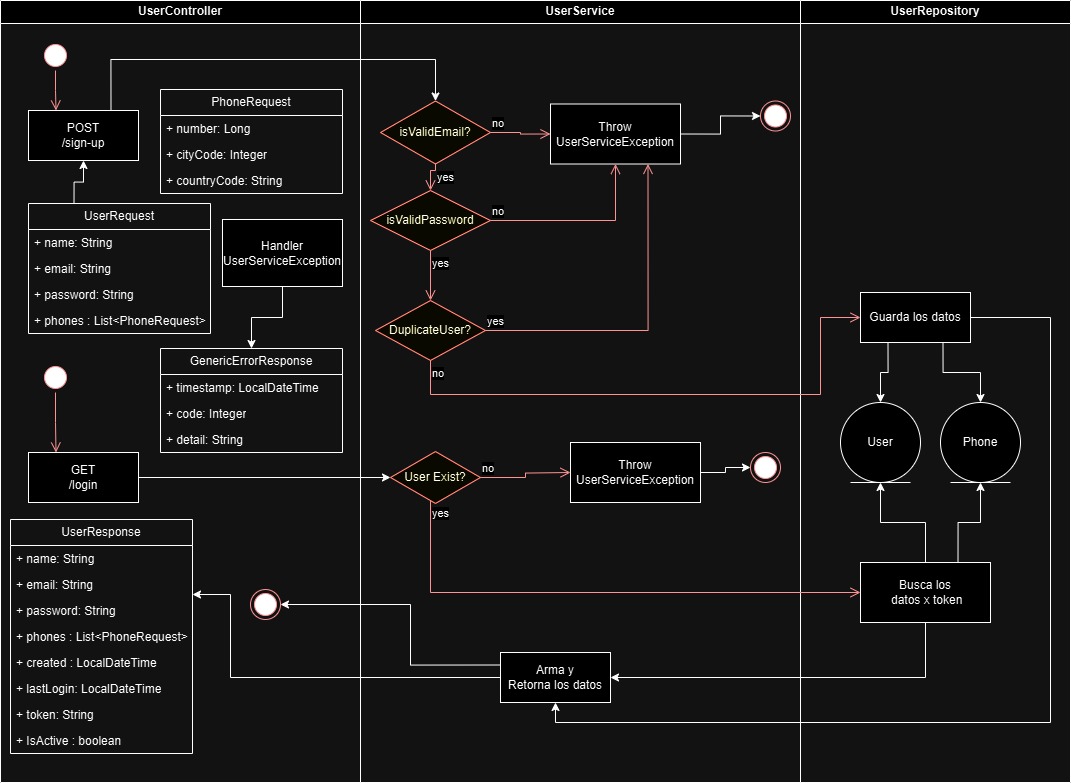 UserController
UserService
UserRepository
POST
/sign-up
PhoneRequest
+ number: Long
+ cityCode: Integer
+ countryCode: String
UserRequest
+ name: String
+ email: String
+ password: String
+ phones : List<PhoneRequest>
Handler
UserServiceException
GenericErrorResponse
+ timestamp: LocalDateTime
+ code: Integer
+ detail: String
GET
/login
UserResponse
+ name: String
+ email: String
+ password: String
+ phones : List<PhoneRequest>
+ created : LocalDateTime
+ lastLogin: LocalDateTime
+ token: String
+ IsActive : boolean
isValidEmail?
no
Throw
UserServiceException
yes
isValidPassword
no
yes
DuplicateUser?
yes
no
User Exist?
no
Throw
UserServiceException
yes
Arma y
Retorna los datos
Guarda los datos
User
Phone
Busca los
datos x token